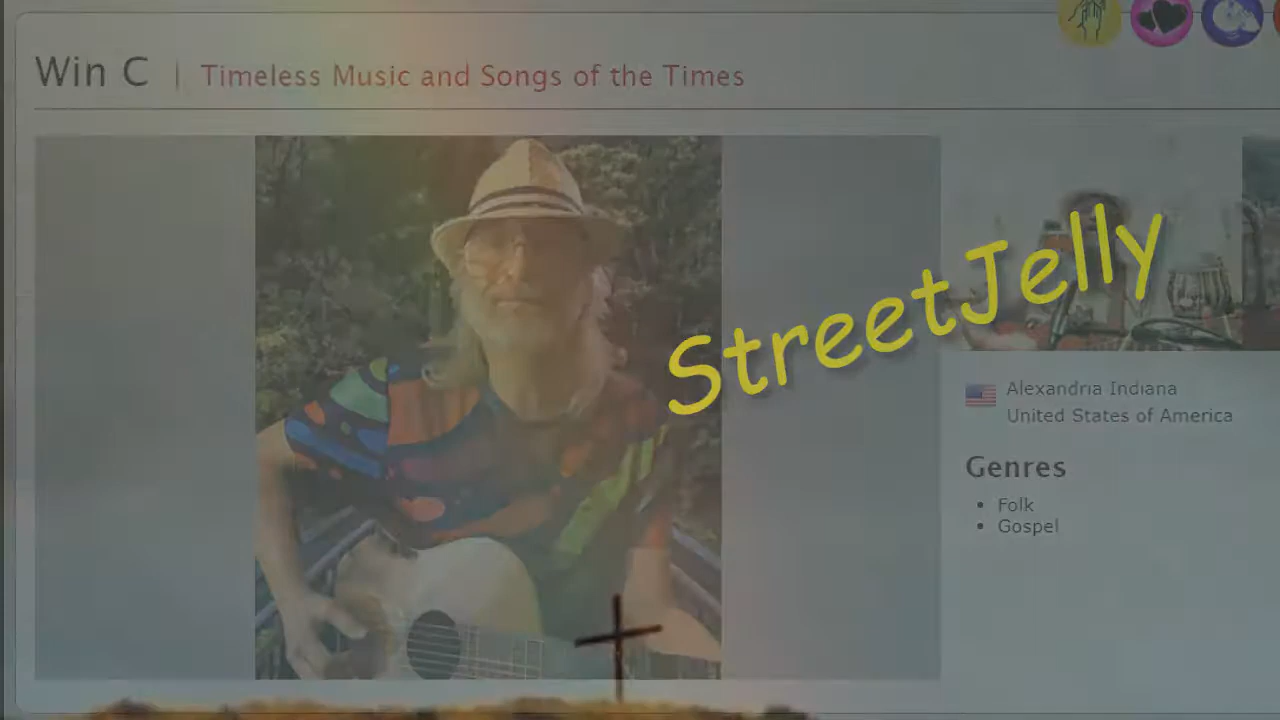 Win C | Timeless Music and Songs of the Times
StreetJelly
Alexandria Indiana
United States of America
Genres
• Folk
• Gospel